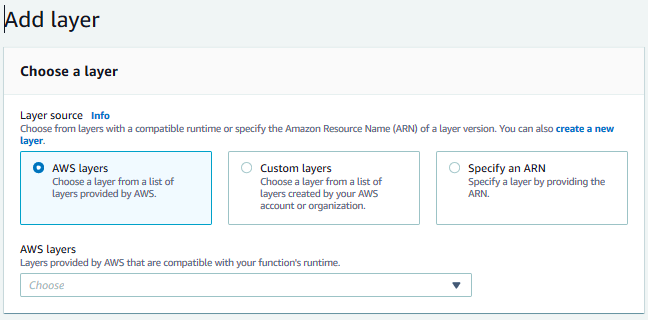 Add layer
Choose a layer
Layer source Info
Choose from layers with a compatible runtime or specify the Amazon Resource Name (ARN) of a layer version. You can also create a new
layer.
AWS layers
Choose a layer from a list of
layers provided by AWS.
Custom layers
Choose a layer from a list of
layers created by your AWS
account or organization.
Specify an ARN
Specify a layer by providing the
ARN.
AWS layers
Layers provided by AWS that are compatible with your function's runtime.
Choose